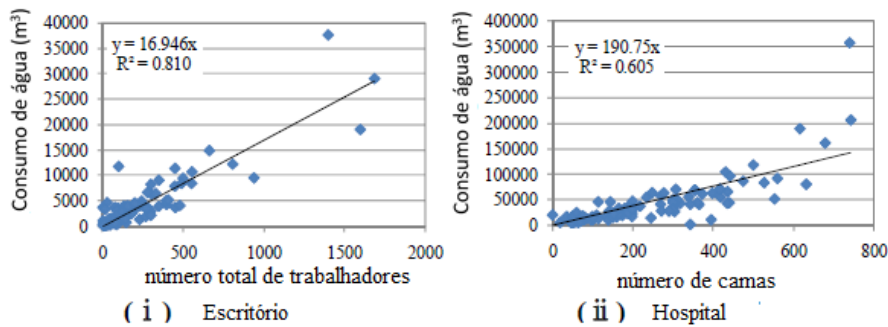 40000
35000
30000
25000
20000
15000
10000
5000
0
Consumo de água (m³)
y = 16.946x
R² = 0.810
0 500 1000 1500 2000
número total de trabalhadores
( i ) Escritório
400000
350000
300000
250000
200000
150000
100000
50000
0
Consumo de água (m³)
y = 190.75x
R² = 0.605
0 200 400 600 800
número de camas
( ii ) Hospital